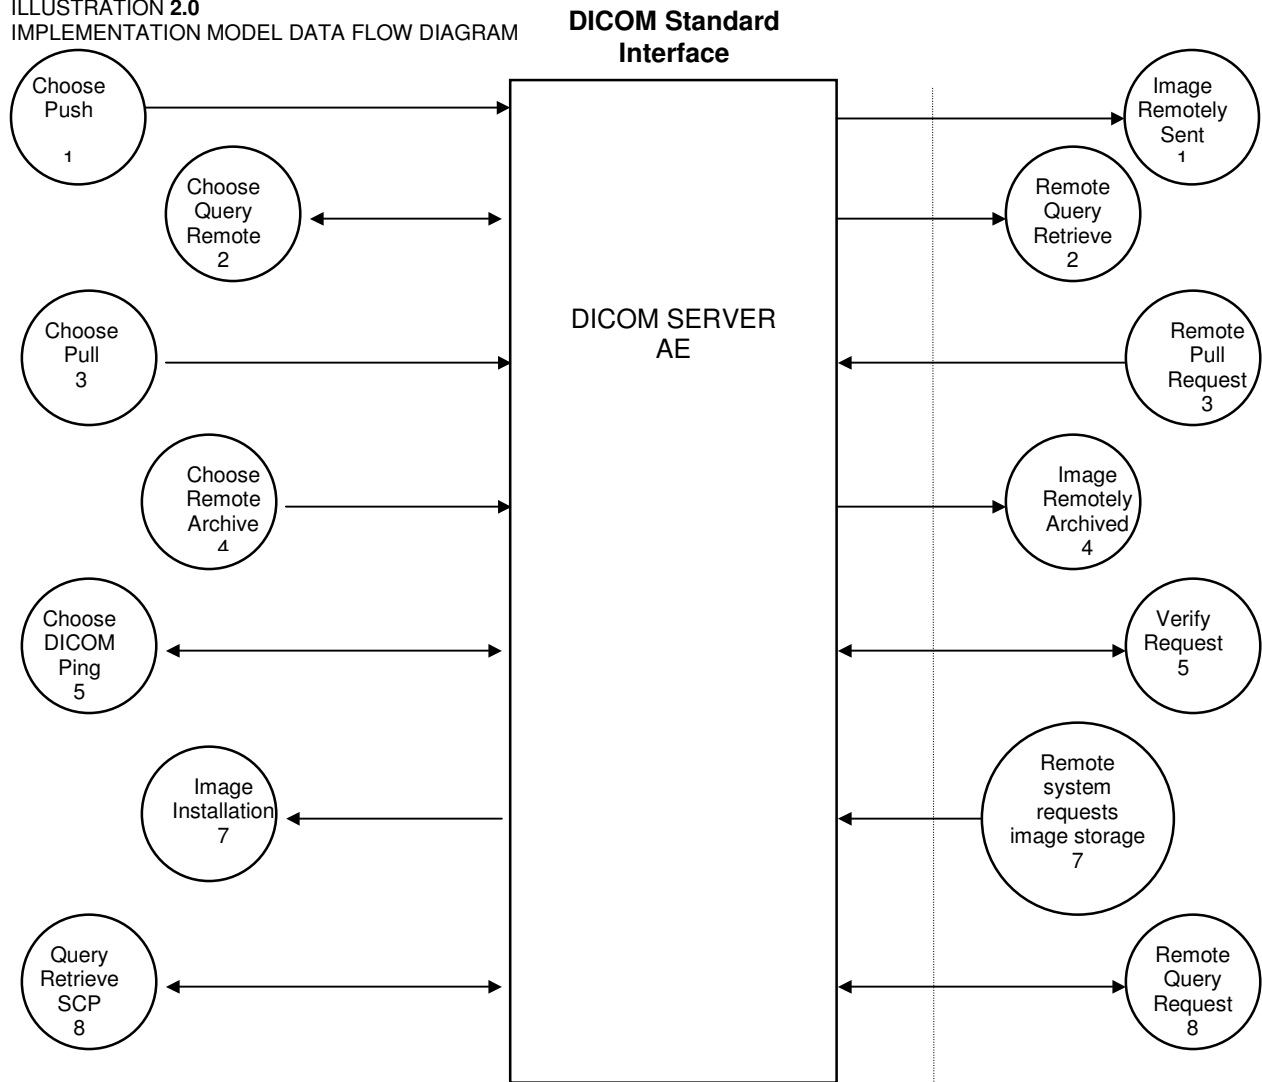 ILLUSTRATION 2.0
IMPLEMENTATION MODEL DATA FLOW DIAGRAM
DICOM Standard
Interface
Choose
Push
1
Image
Remotely
Sent
1
Choose
Query
Remote
2
Remote
Query
Retrieve
2
DICOM SERVER
AE
Choose
Pull
3
Remote
Pull
Request
3
Choose
Remote
Archive
4
Image
Remotely
Archived
4
Choose
DICOM
Ping
5
Verify
Request
5
Image
Installation
7
Remote
system
requests
image storage
7
Query
Retrieve
SCP
8
Remote
Query
Request
8